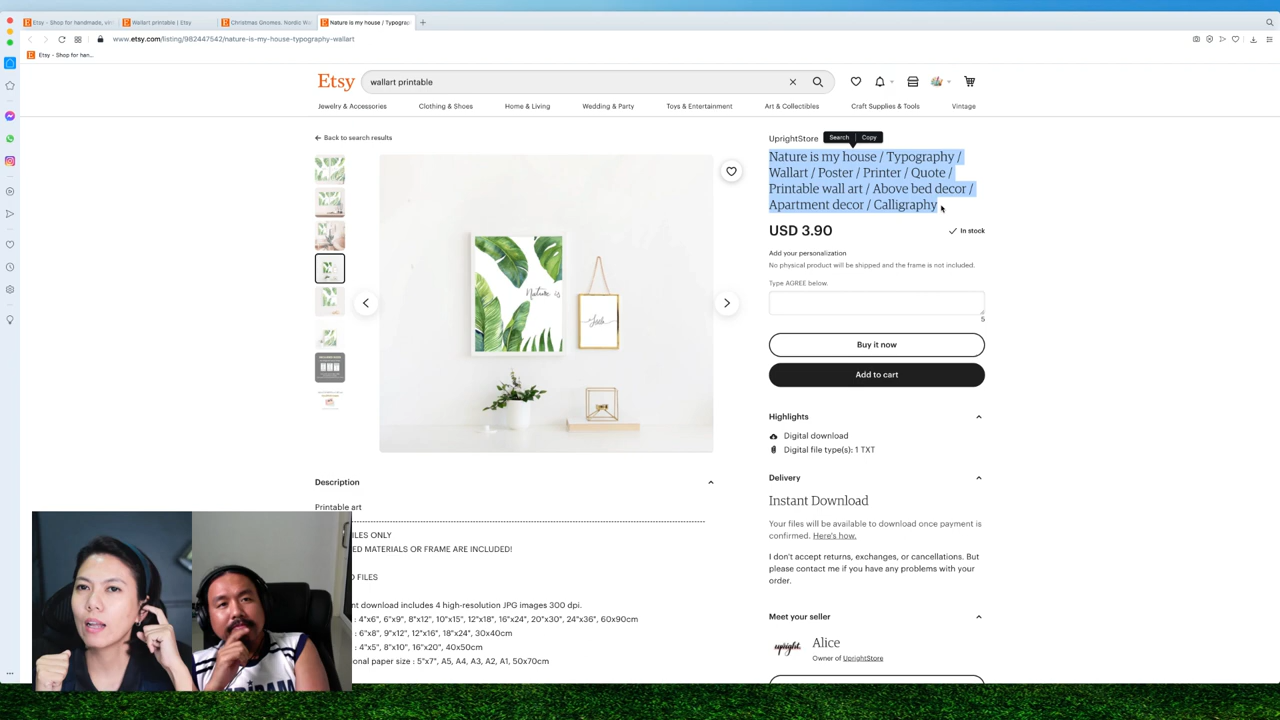 Etsy - Shop for handmade, vin
Wallart printable | Etsy
Christmas Gnomes. Nordic Wi
Nature is my house / Typograp
www.etsy.com/listing/982447542/nature-is-my-house-typography-wallart
Etsy - Shop for han...
Etsy
wallart printable
Jewelry & Accessories
Clothing & Shoes
Home & Living
Wedding & Party
Toys & Entertainment
Art & Collectibles
Craft Supplies & Tools
Vintage
Back to search results
UprightStore
Search
Copy
Nature is my house / Typography /
Wallart / Poster / Printer / Quote /
Printable wall art / Above bed decor /
Apartment decor / Calligraphy
USD 3.90
In stock
Add your personalization
No physical product will be shipped and the frame is not included.
Type AGREE below.
5
Buy it now
Add to cart
Nature is
Highlights
Digital download
Digital file type(s): 1 TXT
Delivery
Instant Download
Your files will be available to download once payment is
confirmed. Here's how.
I don't accept returns, exchanges, or cancellations. But
please contact me if you have any problems with your
order.
Meet your seller
upright
Alice
Owner of UprightStore
Description
Printable art
ILES ONLY
ED MATERIALS OR FRAME ARE INCLUDED!
FILES
nt download includes 4 high-resolution JPG images 300 dpi.
: 4"x6", 6"x9", 8"x12", 10"x15", 12"x18", 16"x24", 20"x30", 24"x36", 60x90cm
: 6"x8", 9"x12", 12"x16", 18"x24", 30x40cm
: 4"x5", 8"x10", 16"x20", 40x50cm
onal paper size : 5"x7", A5, A4, A3, A2, A1, 50x70cm